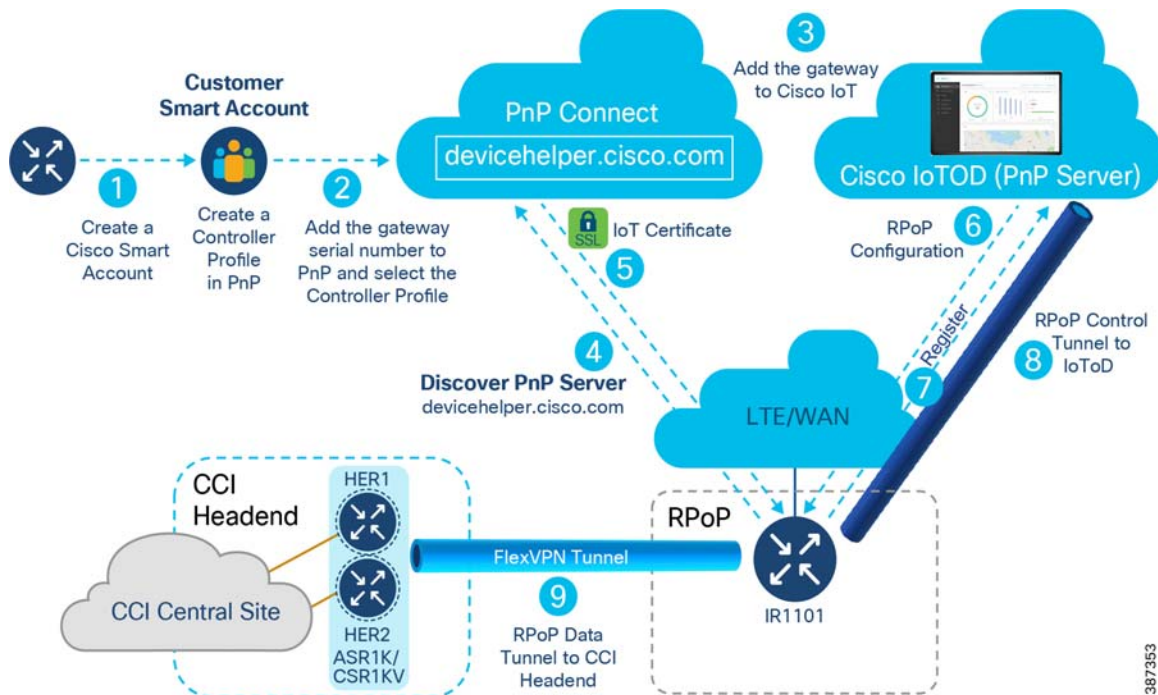 Customer
Smart Account
1
Create a
Cisco Smart
Account
Create a
Controller
Profile
in PnP
2
Add the gateway
serial number to
PnP and select the
Controller Profile
PnP Connect
devicehelper.cisco.com
3
Add the gateway
to Cisco IoT
Cisco IoTOD (PnP Server)
SSL
IoT Certificate
5
4
Discover PnP Server
devicehelper.cisco.com
6
RPoP
Configuration
Register
7
RPoP Control
Tunnel to
IoToD
8
LTE/WAN
CCI
Headend
HER1
HER2
ASR1K/
CSR1KV
CCI Central Site
FlexVPN Tunnel
9
RPoP Data
Tunnel to CCI
Headend
RPoP
IR1101
387353